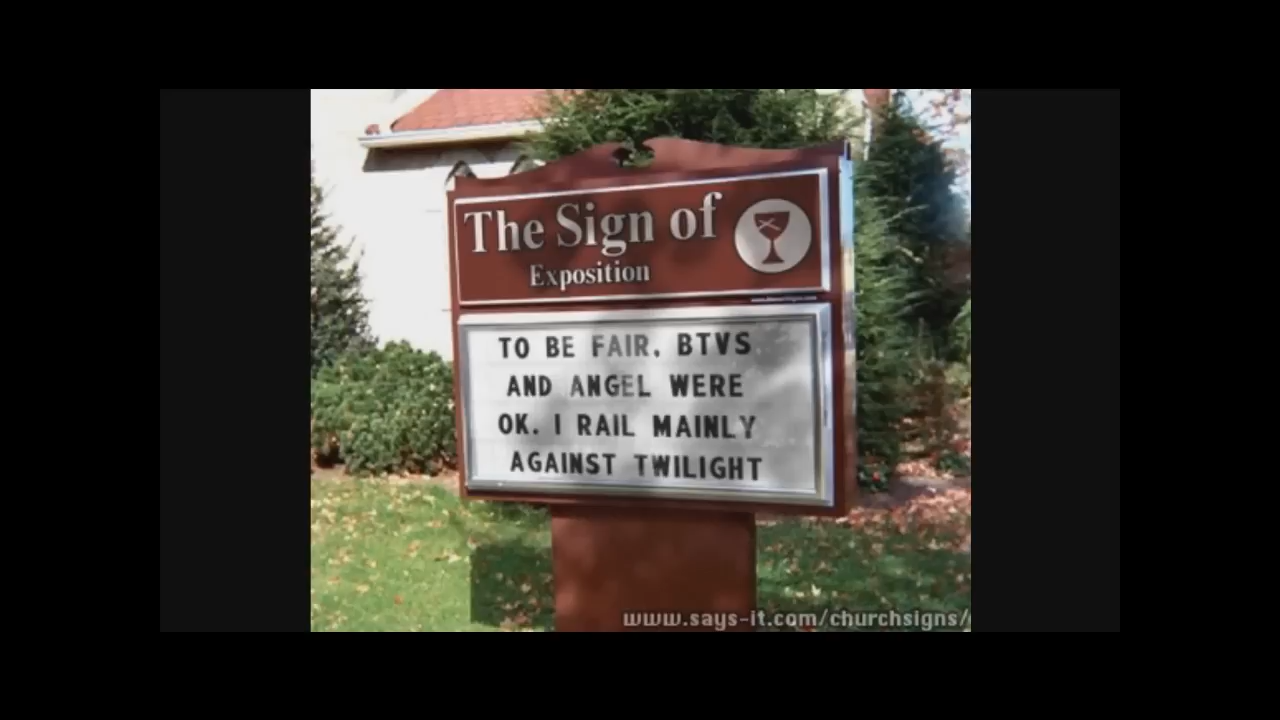 The Sign of
Exposition
TO BE FAIR, BTVS
AND ANGEL WERE
OK. I RAIL MAINLY
AGAINST TWILIGHT
www.says-it.com/churchsigns/